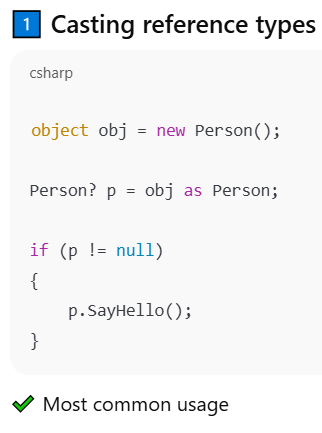 1 Casting reference types
csharp
object obj = new Person();
Person? p = obj as Person;
if (p != null)
{
    p.SayHello();
}
✔ Most common usage